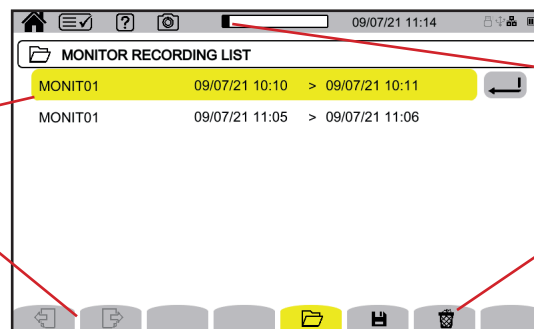 ?
09/07/21 11:14
MONITOR RECORDING LIST
MONIT01 09/07/21 10:10 > 09/07/21 10:11
MONIT01 09/07/21 11:05 > 09/07/21 11:06